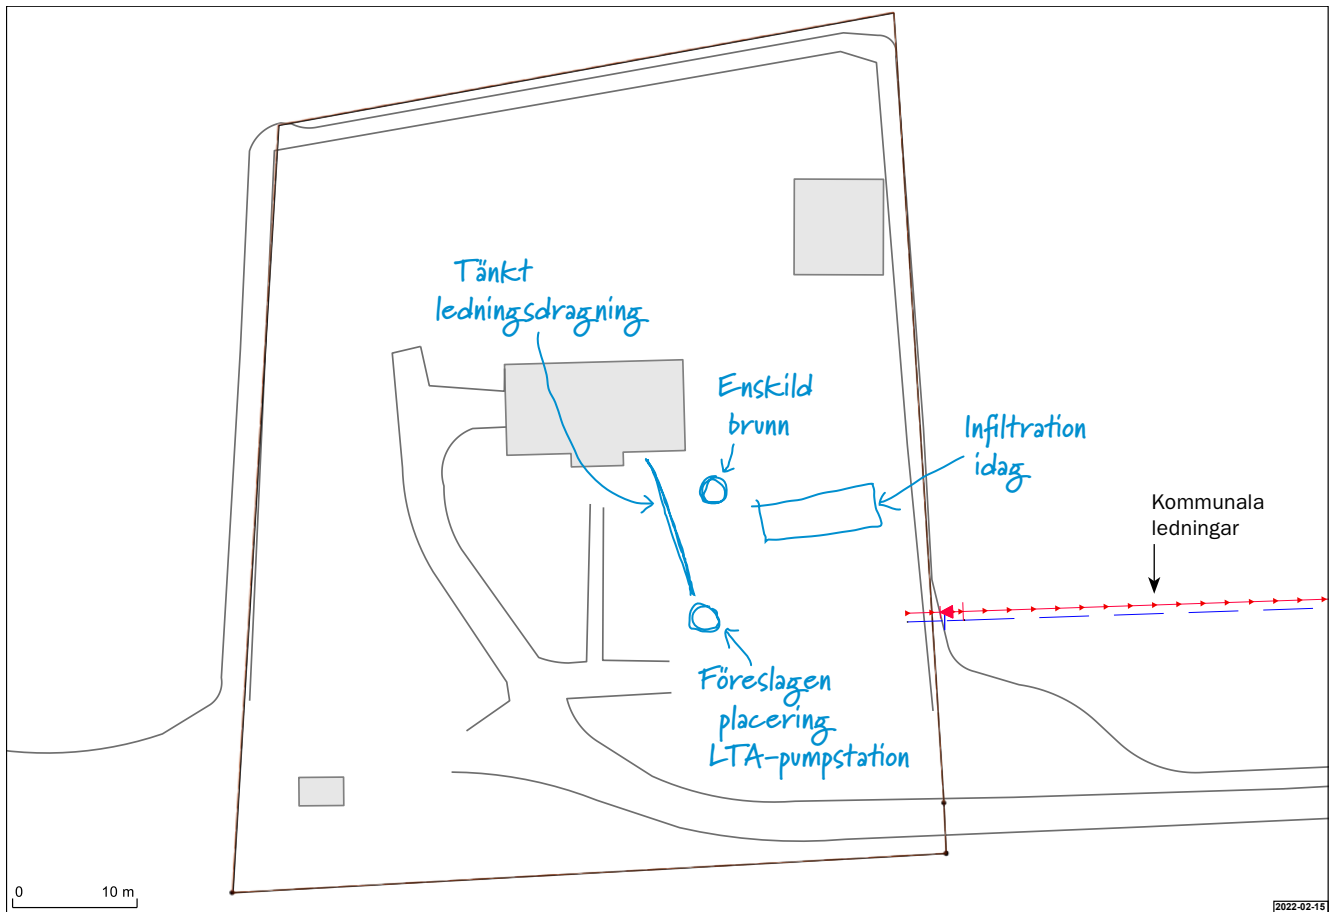 Tänkt
ledningsdragning
Enskild
brunn
Infiltration
idag
Kommunala
ledningar
Föreslagen
placering
LTA-pumpstation
0 10 m
2022-02-15